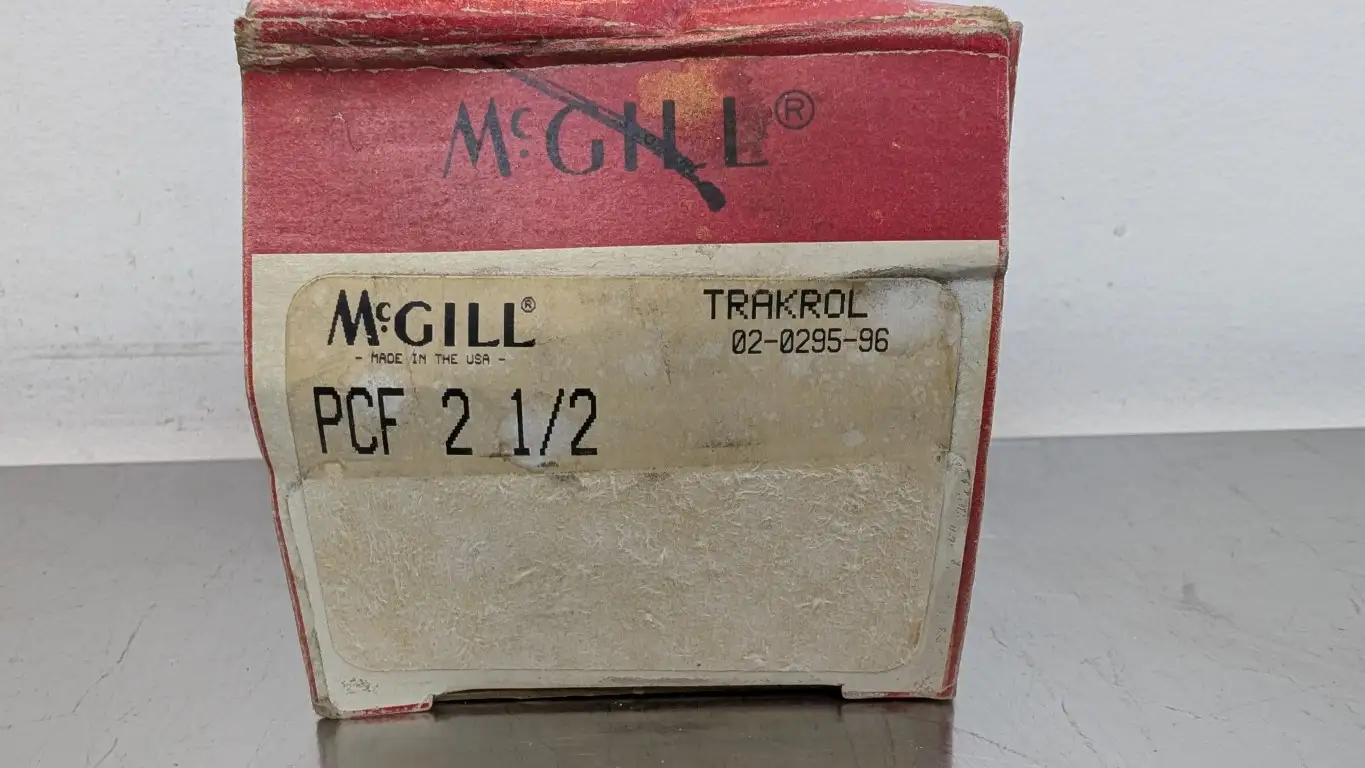 McGILL®
McGILL®
TRAKROL
- MADE IN THE USA -
02-0295-96
PCF 2 1/2